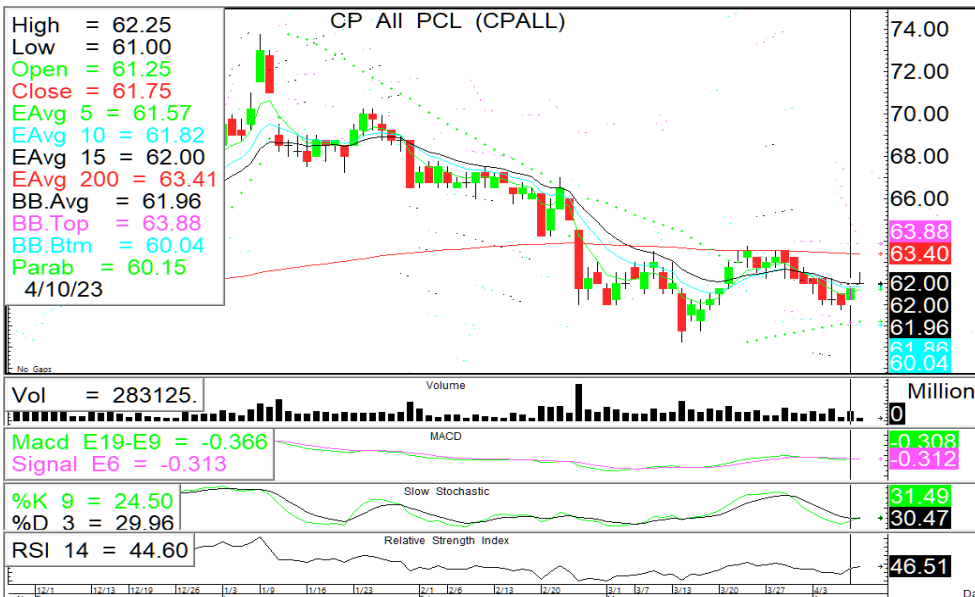 CP All PCL (CPALL)
High = 62.25
Low = 61.00
Open = 61.25
Close = 61.75
EAvg 5 = 61.57
EAvg 10 = 61.82
EAvg 15 = 62.00
EAvg 200 = 63.41
BB.Avg = 61.96
BB.Top = 63.88
BB.Btm = 60.04
Parab = 60.15
4/10/23
74.00
72.00
70.00
68.00
66.00
63.88
63.40
62.00
62.00
61.96
61.86
60.04
No Gaps
Vol = 283125.
Volume
Million
0
Macd E19-E9 = -0.366
Signal E6 = -0.313
MACD
-0.308
-0.312
%K 9 = 24.50
%D 3 = 29.96
Slow Stochastic
31.49
30.47
RSI 14 = 44.60
Relative Strength Index
46.51
12/1 12/13 12/19 12/26 1/3 1/9 1/16 1/23 2/1 2/6 2/13 2/20 3/1 3/7 3/13 3/20 3/27 4/3